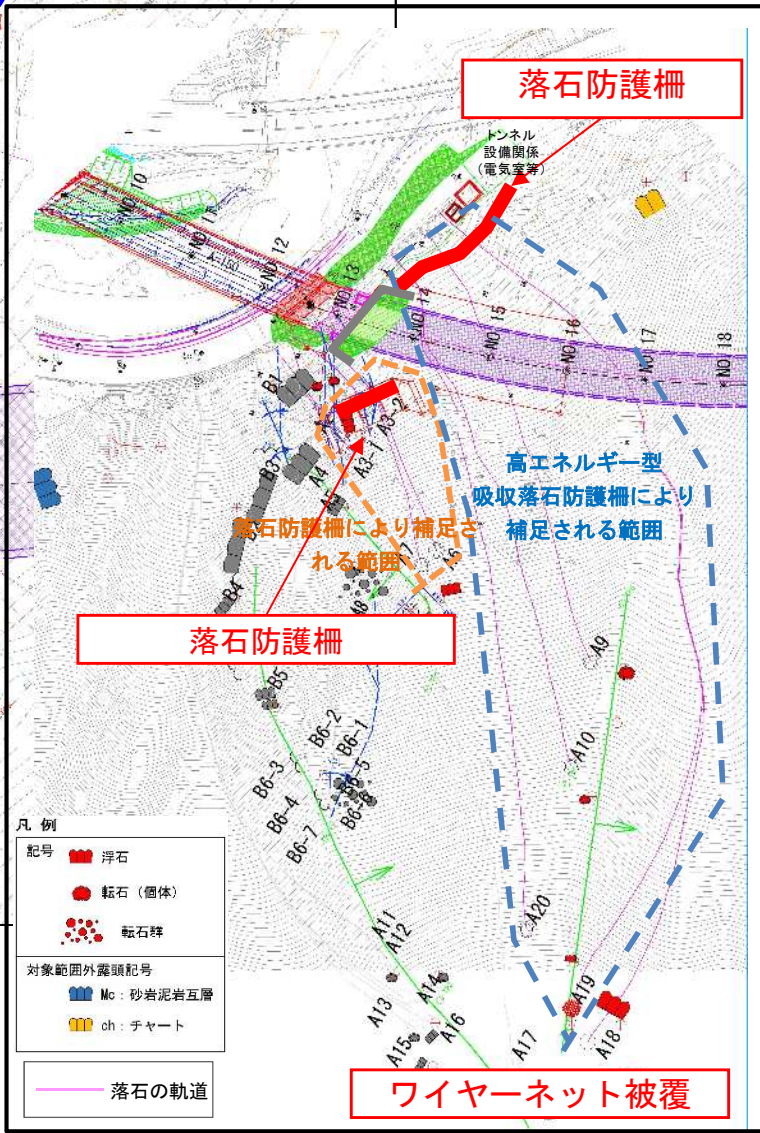 落石防護柵
トンネル
設備関係
(電気室等)
NO 10
NO 12
NO 13
NO 14
NO 15
NO 16
NO 17
NO 18
A=150
B1
A3-2
A3-1
B3
A4
高エネルギー型
吸収落石防護柵により
補足される範囲
落石防護柵により補足さ
れる範囲
A7
A6
B4
A8
落石防護柵
A9
B5
B6-2
B6-1
A10
B6-3
B6-5
B6-4
B6-6
B6-7
凡 例
記号
浮石
転石(個体)
転石群
対象範囲外露頭記号
Mc:砂岩泥岩互層
ch:チャート
落石の軌道
A20
A11
A12
A14
A13
A19
A16
A15
A17
A18
ワイヤーネット被覆